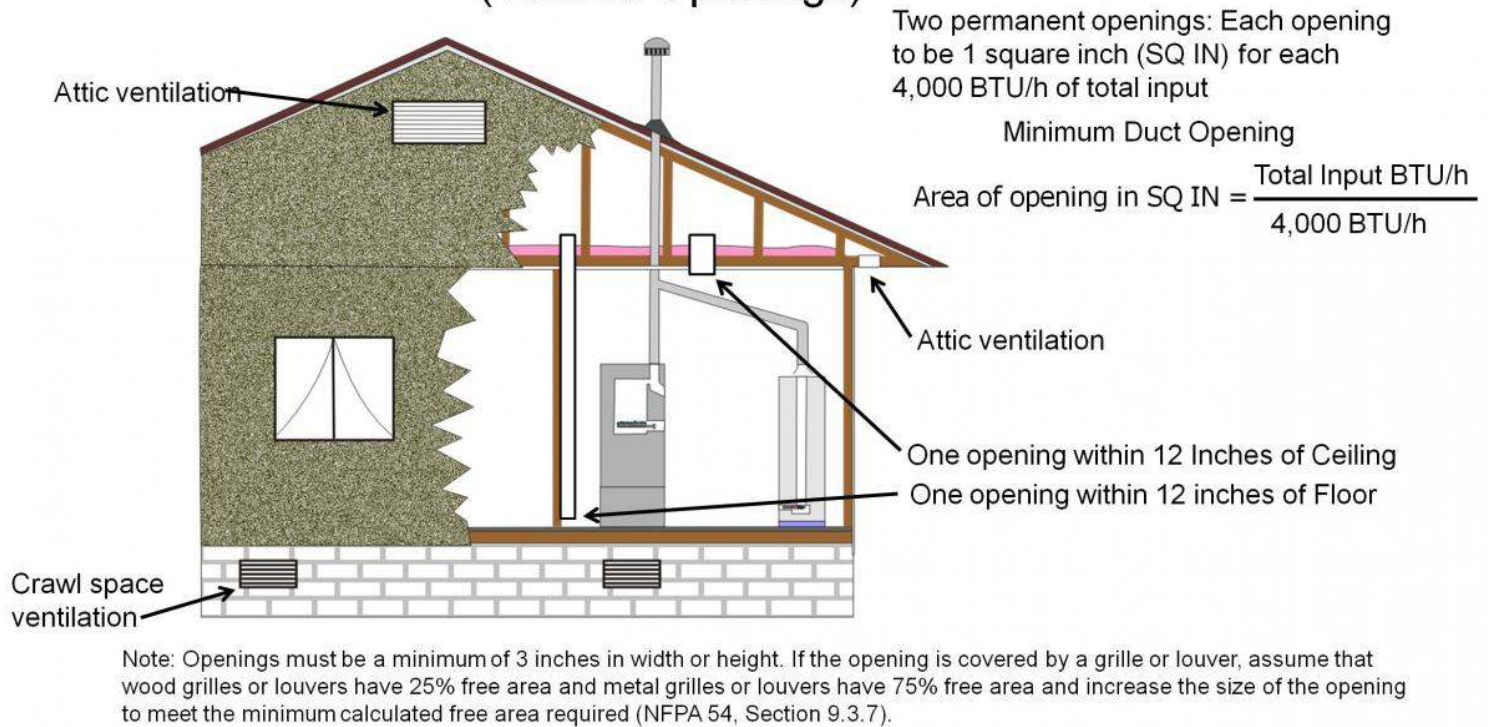 Two permanent openings: Each opening
to be 1 square inch (SQ IN) for each
4,000 BTU/h of total input
Attic ventilation
Minimum Duct Opening
Area of opening in SQ IN = Total Input BTU/h
4,000 BTU/h
Attic ventilation
One opening within 12 Inches of Ceiling
One opening within 12 inches of Floor
Crawl space
ventilation
Note: Openings must be a minimum of 3 inches in width or height. If the opening is covered by a grille or louver, assume that
wood grilles or louvers have 25% free area and metal grilles or louvers have 75% free area and increase the size of the opening
to meet the minimum calculated free area required (NFPA 54, Section 9.3.7).